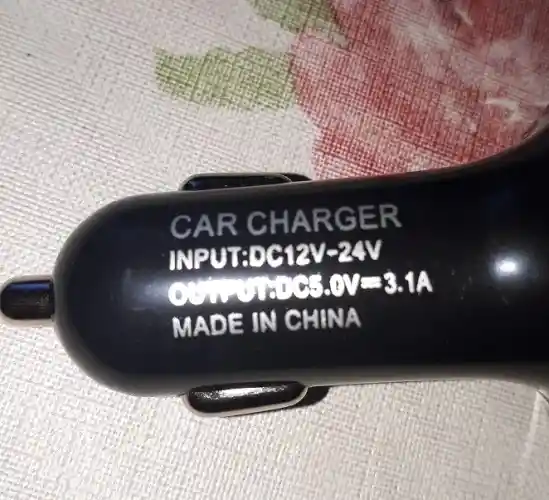 CAR CHARGER
INPUT:DC12V-24V
OUTPUT:DC5.0V⎓3.1A
MADE IN CHINA